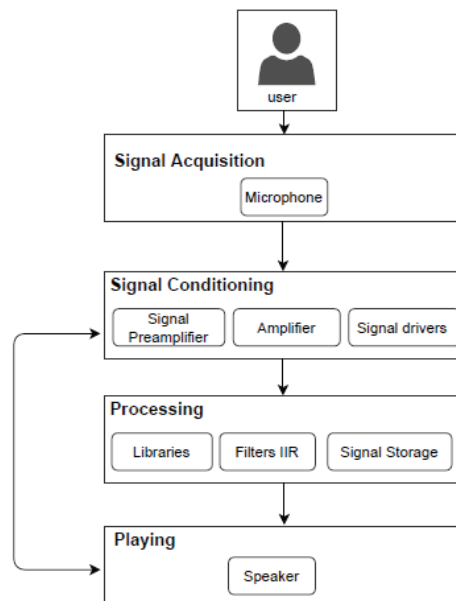 user
Signal Acquisition
Microphone
Signal Conditioning
Signal
Preamplifier
Amplifier
Signal drivers
Processing
Libraries
Filters IIR
Signal Storage
Playing
Speaker